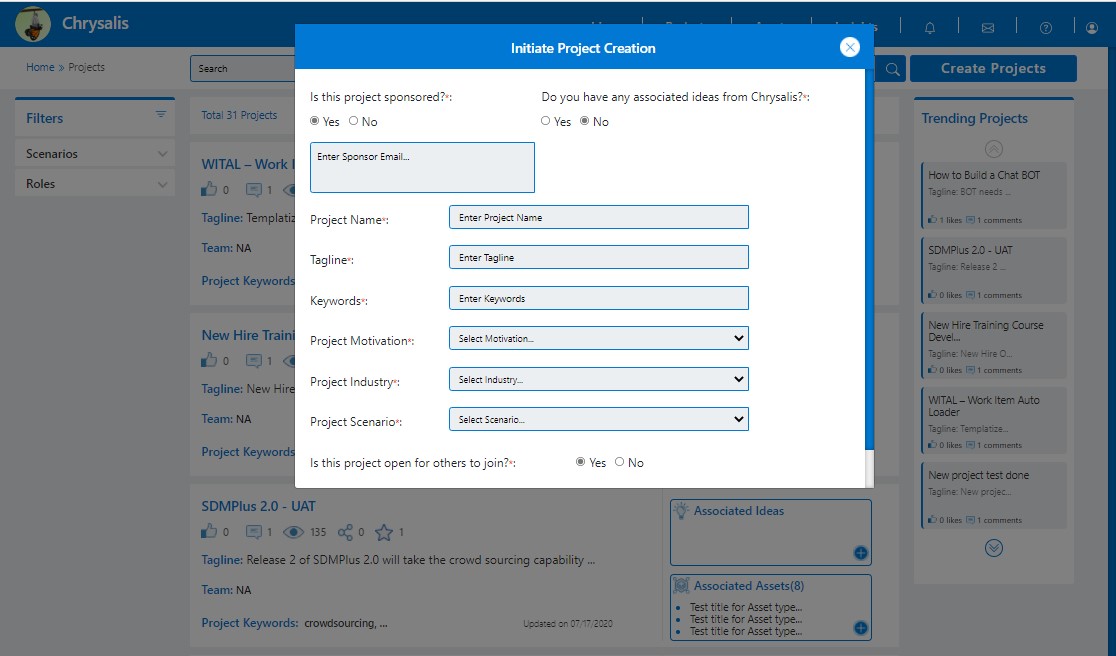 Chrysalis
Initiate Project Creation
Home » Projects
Search
Create Projects
Filters
Scenarios
Roles
Total 31 Projects
Is this project sponsored?*:
Do you have any associated ideas from Chrysalis?*:
Yes No
Yes No
Enter Sponsor Email...
Project Name*: Enter Project Name
Tagline*: Enter Tagline
Keywords*: Enter Keywords
Project Motivation*: Select Motivation...
Project Industry*: Select Industry...
Project Scenario*: Select Scenario...
Is this project open for others to join?*: Yes No
WITAL – Work I
0 1
Tagline: Templatiz
Team: NA
Project Keywords
New Hire Traini
0 1
Tagline: New Hire
Team: NA
Project Keywords
SDMPlus 2.0 - UAT
0 1 135 0 1
Tagline: Release 2 of SDMPlus 2.0 will take the crowd sourcing capability ...
Team: NA
Project Keywords: crowdsourcing, ...
Updated on 07/17/2020
Associated Ideas
Associated Assets(8)
Test title for Asset type...
Test title for Asset type...
Test title for Asset type...
Trending Projects
How to Build a Chat BOT
Tagline: BOT needs ...
1 likes 1 comments
SDMPlus 2.0 - UAT
Tagline: Release 2 ...
0 likes 1 comments
New Hire Training Course
Devel...
Tagline: New Hire O...
0 likes 1 comments
WITAL – Work Item Auto
Loader
Tagline: Templatize...
0 likes 1 comments
New project test done
Tagline: New projec...
0 likes 1 comments